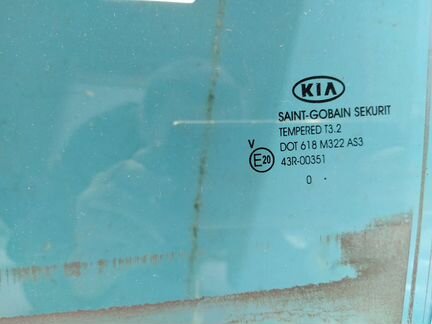 KIA
SAINT-GOBAIN SEKURIT
TEMPERED T3.2
DOT 618 M322 AS3
V
E20 43R-00351
0 .